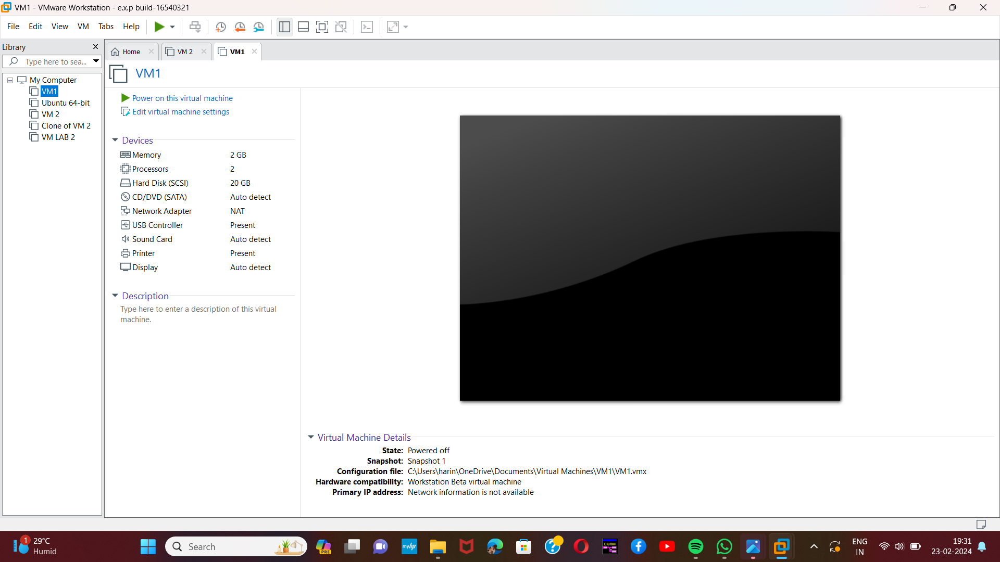 VM1 - VMware Workstation - e.x.p build-16540321
File Edit View VM Tabs Help
Library
Type here to sea...
My Computer
VM1
Ubuntu 64-bit
VM 2
Clone of VM 2
VM LAB 2
Home VM 2 VM1
VM1
Power on this virtual machine
Edit virtual machine settings
Devices
Memory 2 GB
Processors 2
Hard Disk (SCSI) 20 GB
CD/DVD (SATA) Auto detect
Network Adapter NAT
USB Controller Present
Sound Card Auto detect
Printer Present
Display Auto detect
Description
Type here to enter a description of this virtual
machine.
Virtual Machine Details
State: Powered off
Snapshot: Snapshot 1
Configuration file: C:\Users\harin\OneDrive\Documents\Virtual Machines\VM1\VM1.vmx
Hardware compatibility: Workstation Beta virtual machine
Primary IP address: Network information is not available
1
29°C
Humid
Search
PRE
myhp
DATA
ENG
IN
19:31
23-02-2024